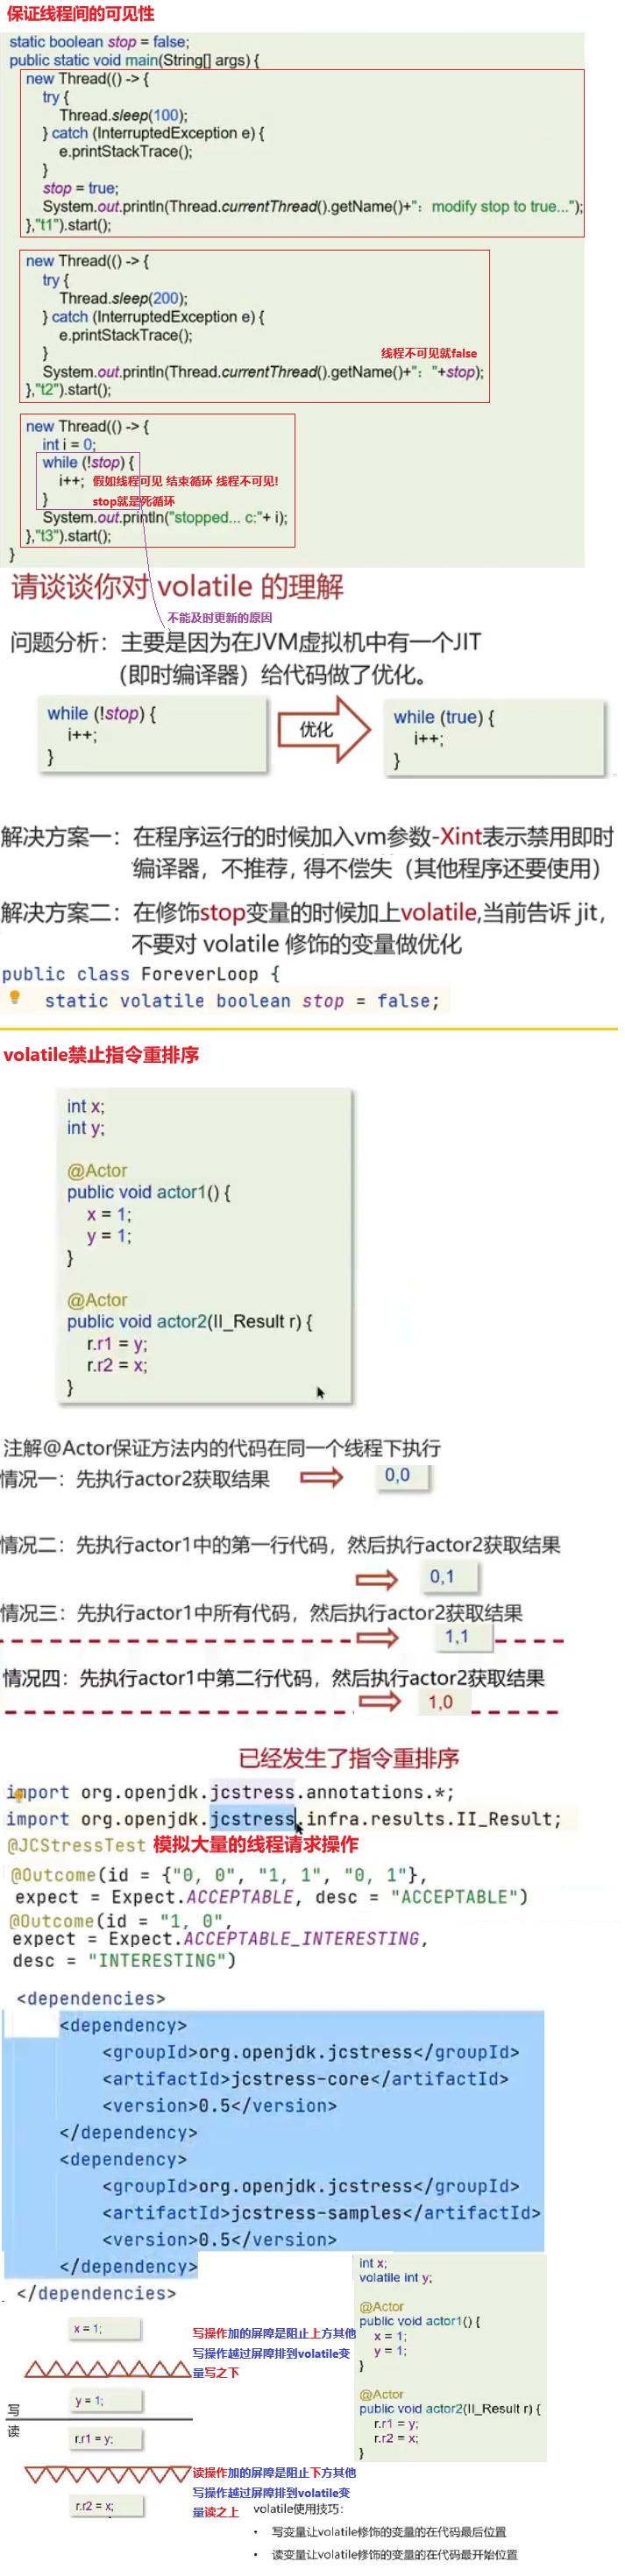 保证线程间的可见性
static boolean stop = false;
public static void main(String[] args) {
new Thread(() -> {
try {
Thread.sleep(100);
} catch (InterruptedException e) {
e.printStackTrace();
}
stop = true;
System.out.println(Thread.currentThread().getName()+": modify stop to true...");
},"t1").start();
new Thread(() -> {
try {
Thread.sleep(200);
} catch (InterruptedException e) {
e.printStackTrace();
}
线程不可见就false
System.out.println(Thread.currentThread().getName()+": "+stop);
},"t2").start();
new Thread(() -> {
int i = 0;
while (!stop) {
i++; 假如线程可见 结束循环 线程不可见!
} stop就是死循环
System.out.println("stopped... c:"+ i);
},"t3").start();
}
请谈谈你对 volatile 的理解
不能及时更新的原因
问题分析：主要是因为在JVM虚拟机中有一个JIT
（即时编译器）给代码做了优化。
while (!stop) {
i++;
}
优化
while (true) {
i++;
}
解决方案一：在程序运行的时候加入vm参数-Xint表示禁用即时
编译器，不推荐，得不偿失（其他程序还要使用）
解决方案二：在修饰stop变量的时候加上volatile,当前告诉 jit，
不要对 volatile 修饰的变量做优化
public class ForeverLoop {
static volatile boolean stop = false;
volatile禁止指令重排序
int x;
int y;
@Actor
public void actor1() {
x = 1;
y = 1;
}
@Actor
public void actor2(II_Result r) {
r.r1 = y;
r.r2 = x;
}
注解@Actor保证方法内的代码在同一个线程下执行
情况一：先执行actor2获取结果 0,0
情况二：先执行actor1中的第一行代码，然后执行actor2获取结果
0,1
情况三：先执行actor1中所有代码，然后执行actor2获取结果
1,1
情况四：先执行actor1中第二行代码，然后执行actor2获取结果
1,0
已经发生了指令重排序
import org.openjdk.jcstress.annotations.*;
import org.openjdk.jcstress.infra.results.II_Result;
@JCStressTest 模拟大量的线程请求操作
@Outcome(id = {"0, 0", "1, 1", "0, 1"},
expect = Expect.ACCEPTABLE, desc = "ACCEPTABLE")
@Outcome(id = "1, 0",
expect = Expect.ACCEPTABLE_INTERESTING,
desc = "INTERESTING")
<dependencies>
<dependency>
<groupId>org.openjdk.jcstress</groupId>
<artifactId>jcstress-core</artifactId>
<version>0.5</version>
</dependency>
<dependency>
<groupId>org.openjdk.jcstress</groupId>
<artifactId>jcstress-samples</artifactId>
<version>0.5</version>
</dependency>
</dependencies>
x = 1;
写操作加的屏障是阻止上方其他
写操作越过屏障排到volatile变
量写之下
y = 1;
写
读
r.r1 = y;
读操作加的屏障是阻止下方其他
写操作越过屏障排到volatile变
量读之上
r.r2 = x;
int x;
volatile int y;
@Actor
public void actor1() {
x = 1;
y = 1;
}
@Actor
public void actor2(II_Result r) {
r.r1 = y;
r.r2 = x;
}
volatile使用技巧：
• 写变量让volatile修饰的变量的在代码最后位置
• 读变量让volatile修饰的变量的在代码最开始位置